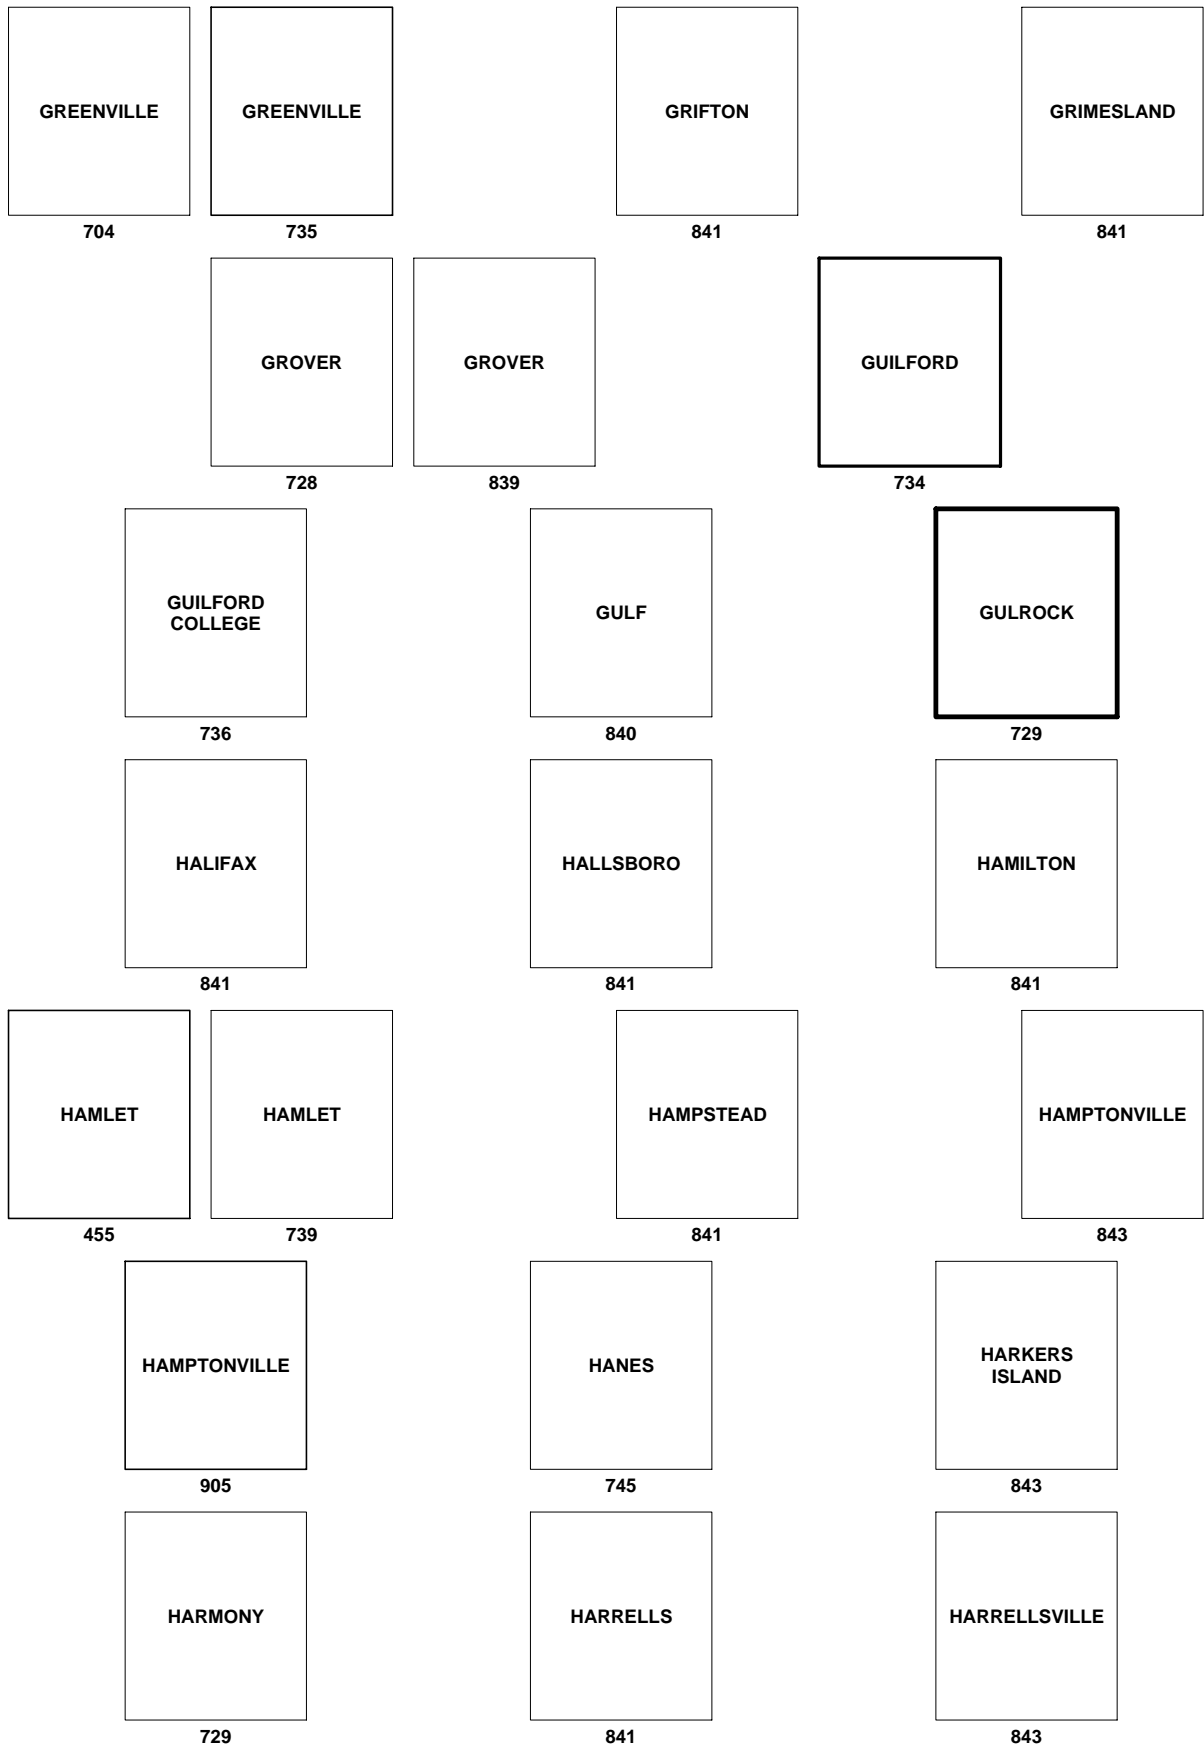 GREENVILLE
GREENVILLE
GRIFTON
GRIMESLAND
704
735
841
841
GROVER
GROVER
GUILFORD
728
839
734
GUILFORD
COLLEGE
GULF
GULROCK
736
840
729
HALIFAX
HALLSBORO
HAMILTON
841
841
841
HAMLET
HAMLET
HAMPSTEAD
HAMPTONVILLE
455
739
841
843
HAMPTONVILLE
HANES
HARKERS
ISLAND
905
745
843
HARMONY
HARRELLS
HARRELLSVILLE
729
841
843